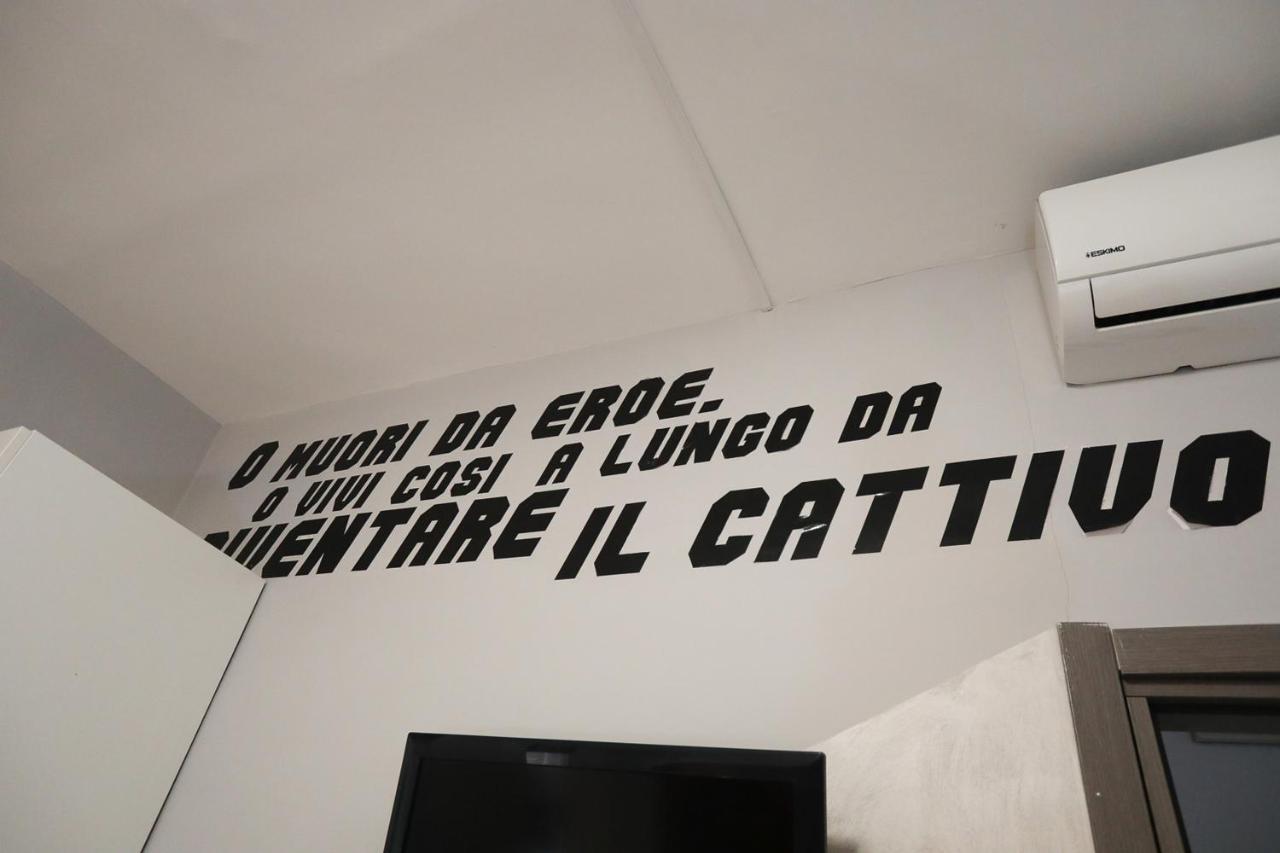 O MUORI DA EROE.
O VIVI COSI A LUNGO DA
DIVENTARE IL CATTIVO
ESKIMO